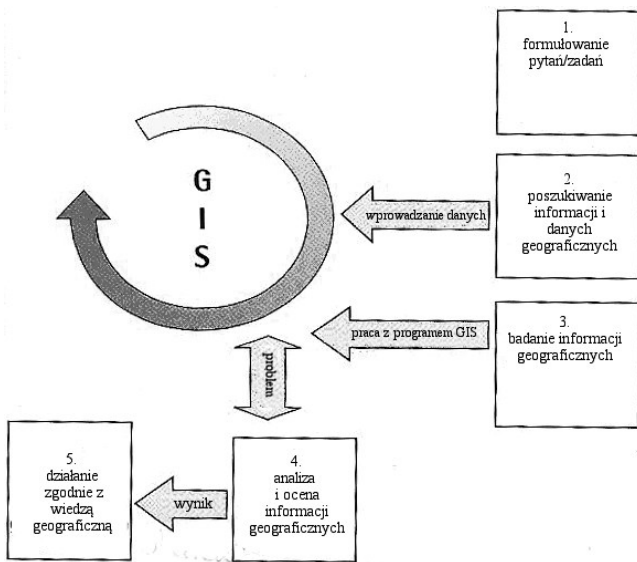 1.
formułowanie
pytań/zadań
G
I
S
wprowadzanie danych
2.
poszukiwanie
informacji i
danych
geograficznych
praca z programem GIS
3.
badanie informacji
geograficznych
problem
4.
analiza
i ocena
informacji
geograficznych
wynik
5.
działanie
zgodnie z
wiedzą
geograficzną